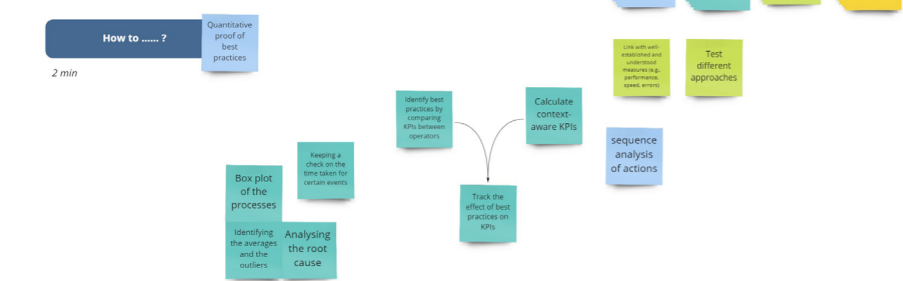 How to ...... ?
Quantitative
proof of
best
practices
2 min
Link with well-
established and
understood
measures (e.g.,
performance,
speed, errors)
Test
different
approaches
Identify best
practices by
comparing
KPIs between
operators
Calculate
context-
aware KPIs
sequence
analysis
of actions
Keeping a
check on the
time taken for
certain events
Box plot
of the
processes
Track the
effect of best
practices on
KPIs
Identifying
the averages
and the
outliers
Analysing
the root
cause